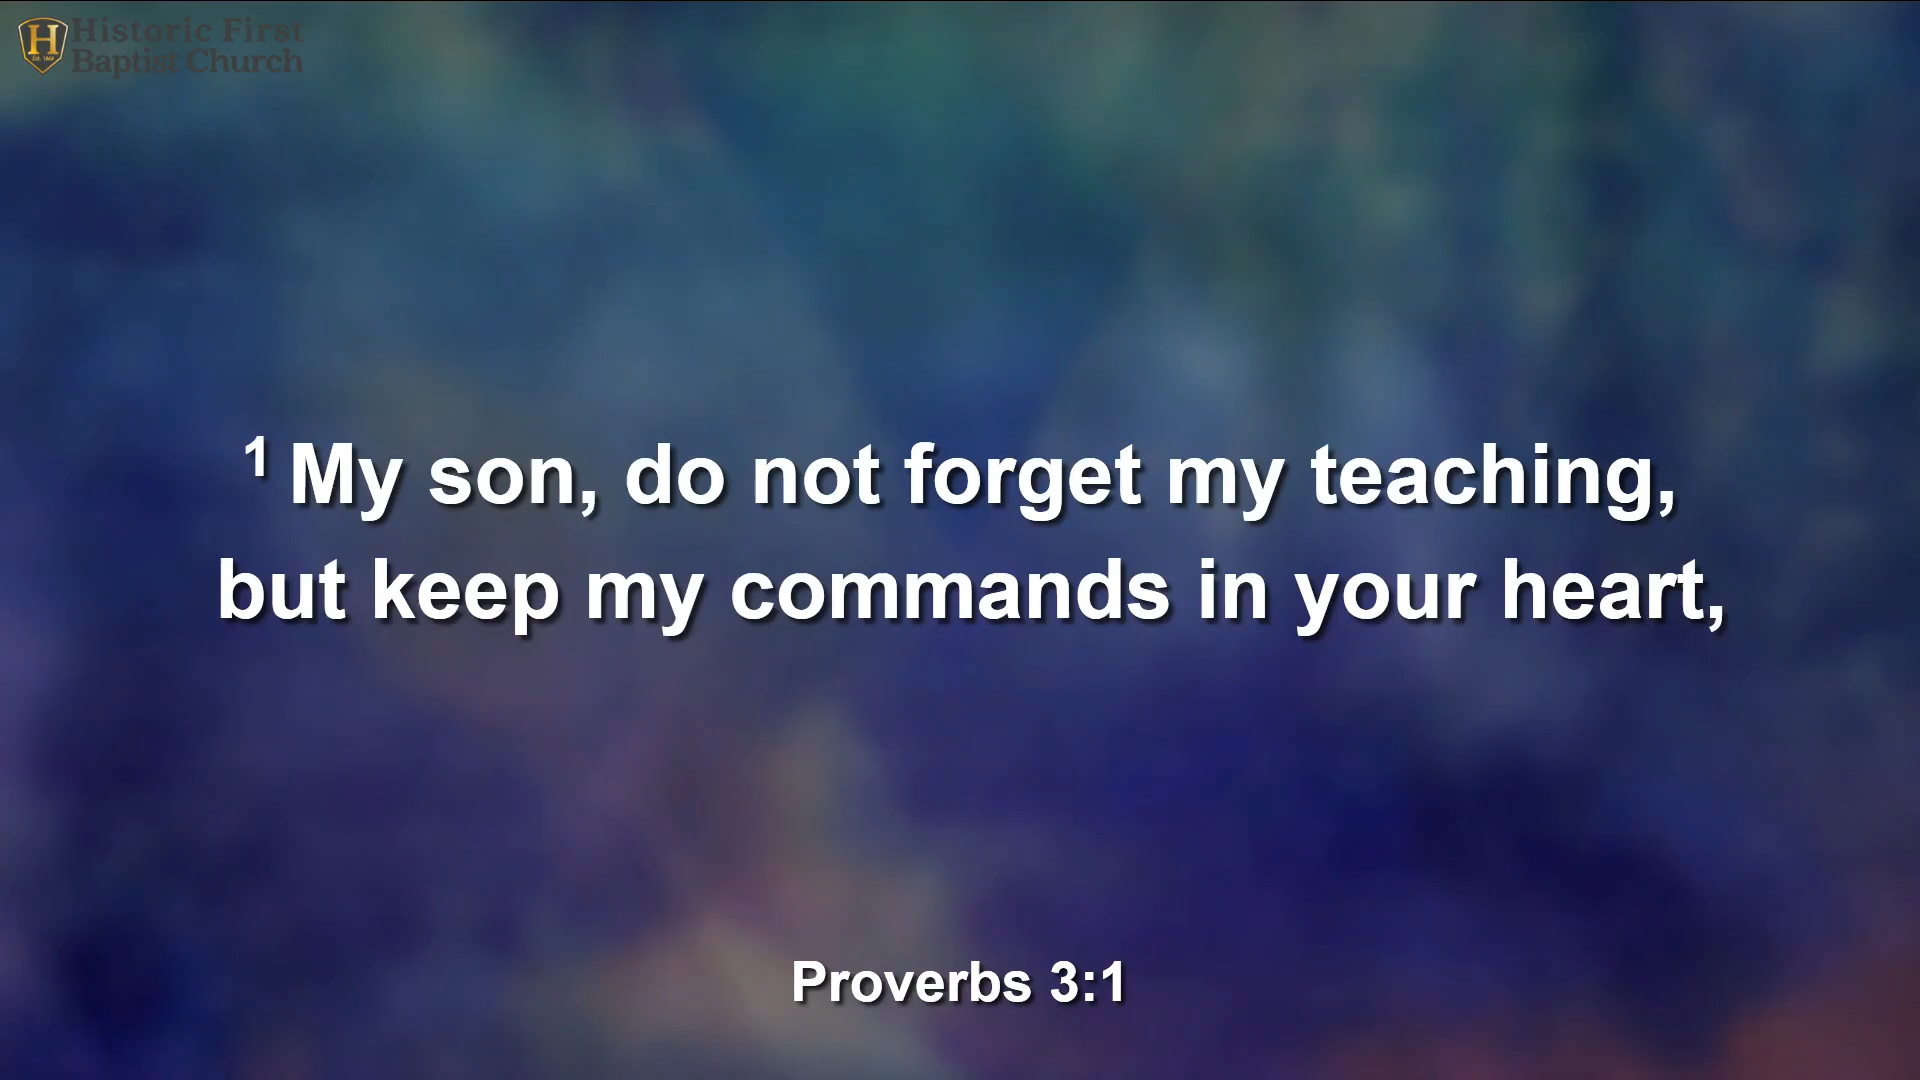 H
Historic First
Baptist Church
1 My son, do not forget my teaching,
but keep my commands in your heart,
Proverbs 3:1